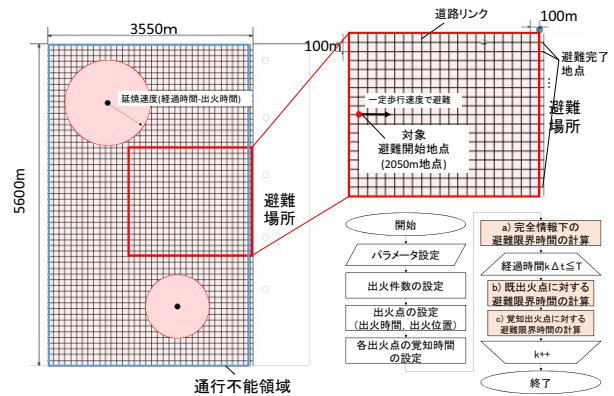 3550m
5600m
延焼速度(経過時間-出火時間)
避難
場所
通行不能領域
道路リンク
100m
100m
避難完了
地点
⋮
避難
場所
一定歩行速度で避難
対象
避難開始地点
(2050m地点)
開始
パラメータ設定
出火件数の設定
出火点の設定
(出火時間, 出火位置)
各出火点の覚知時間
の設定
a) 完全情報下の
避難限界時間の計算
経過時間kΔt≦T
b) 既出火点に対する
避難限界時間の計算
c) 覚知出火点に対する
避難限界時間の計算
k++
終了